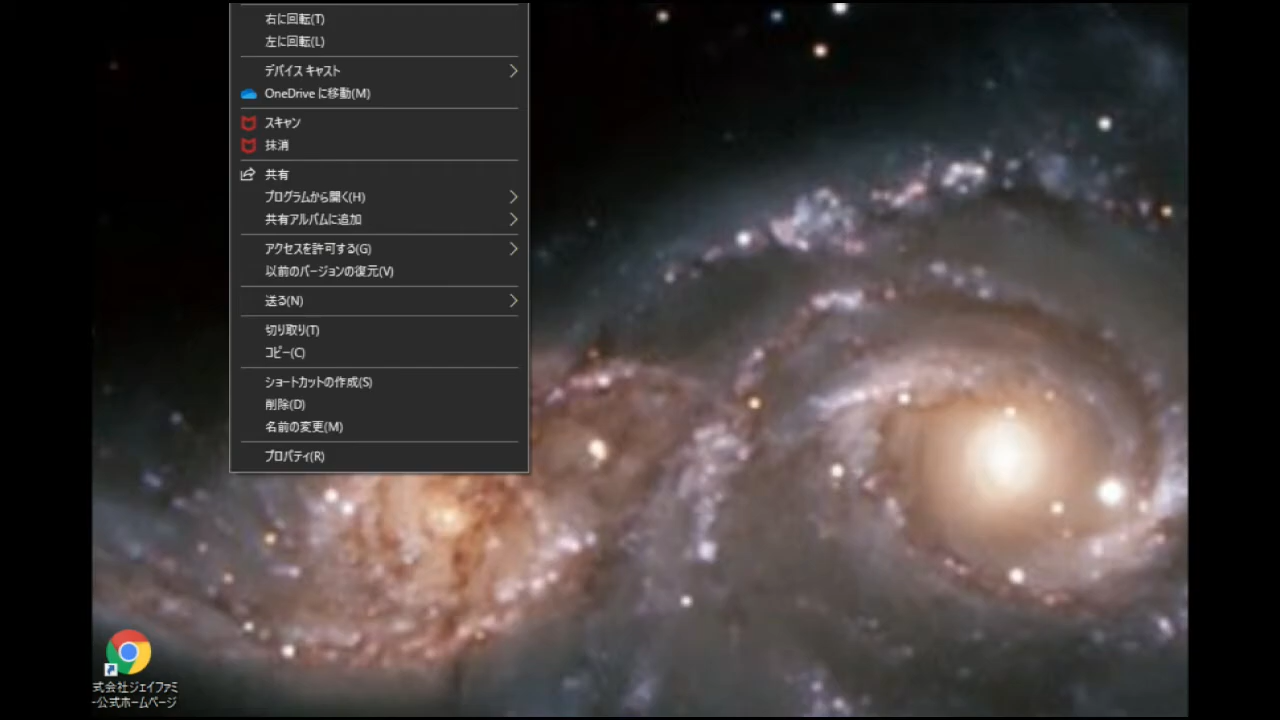 右に回転(T)
左に回転(L)
デバイス キャスト
OneDrive に移動(M)
スキャン
抹消
共有
プログラムから開く(H)
共有アルバムに追加
アクセスを許可する(G)
以前のバージョンの復元(V)
送る(N)
切り取り(T)
コピー(C)
ショートカットの作成(S)
削除(D)
名前の変更(M)
プロパティ(R)
式会社ジェイファミ
ー公式ホームページ